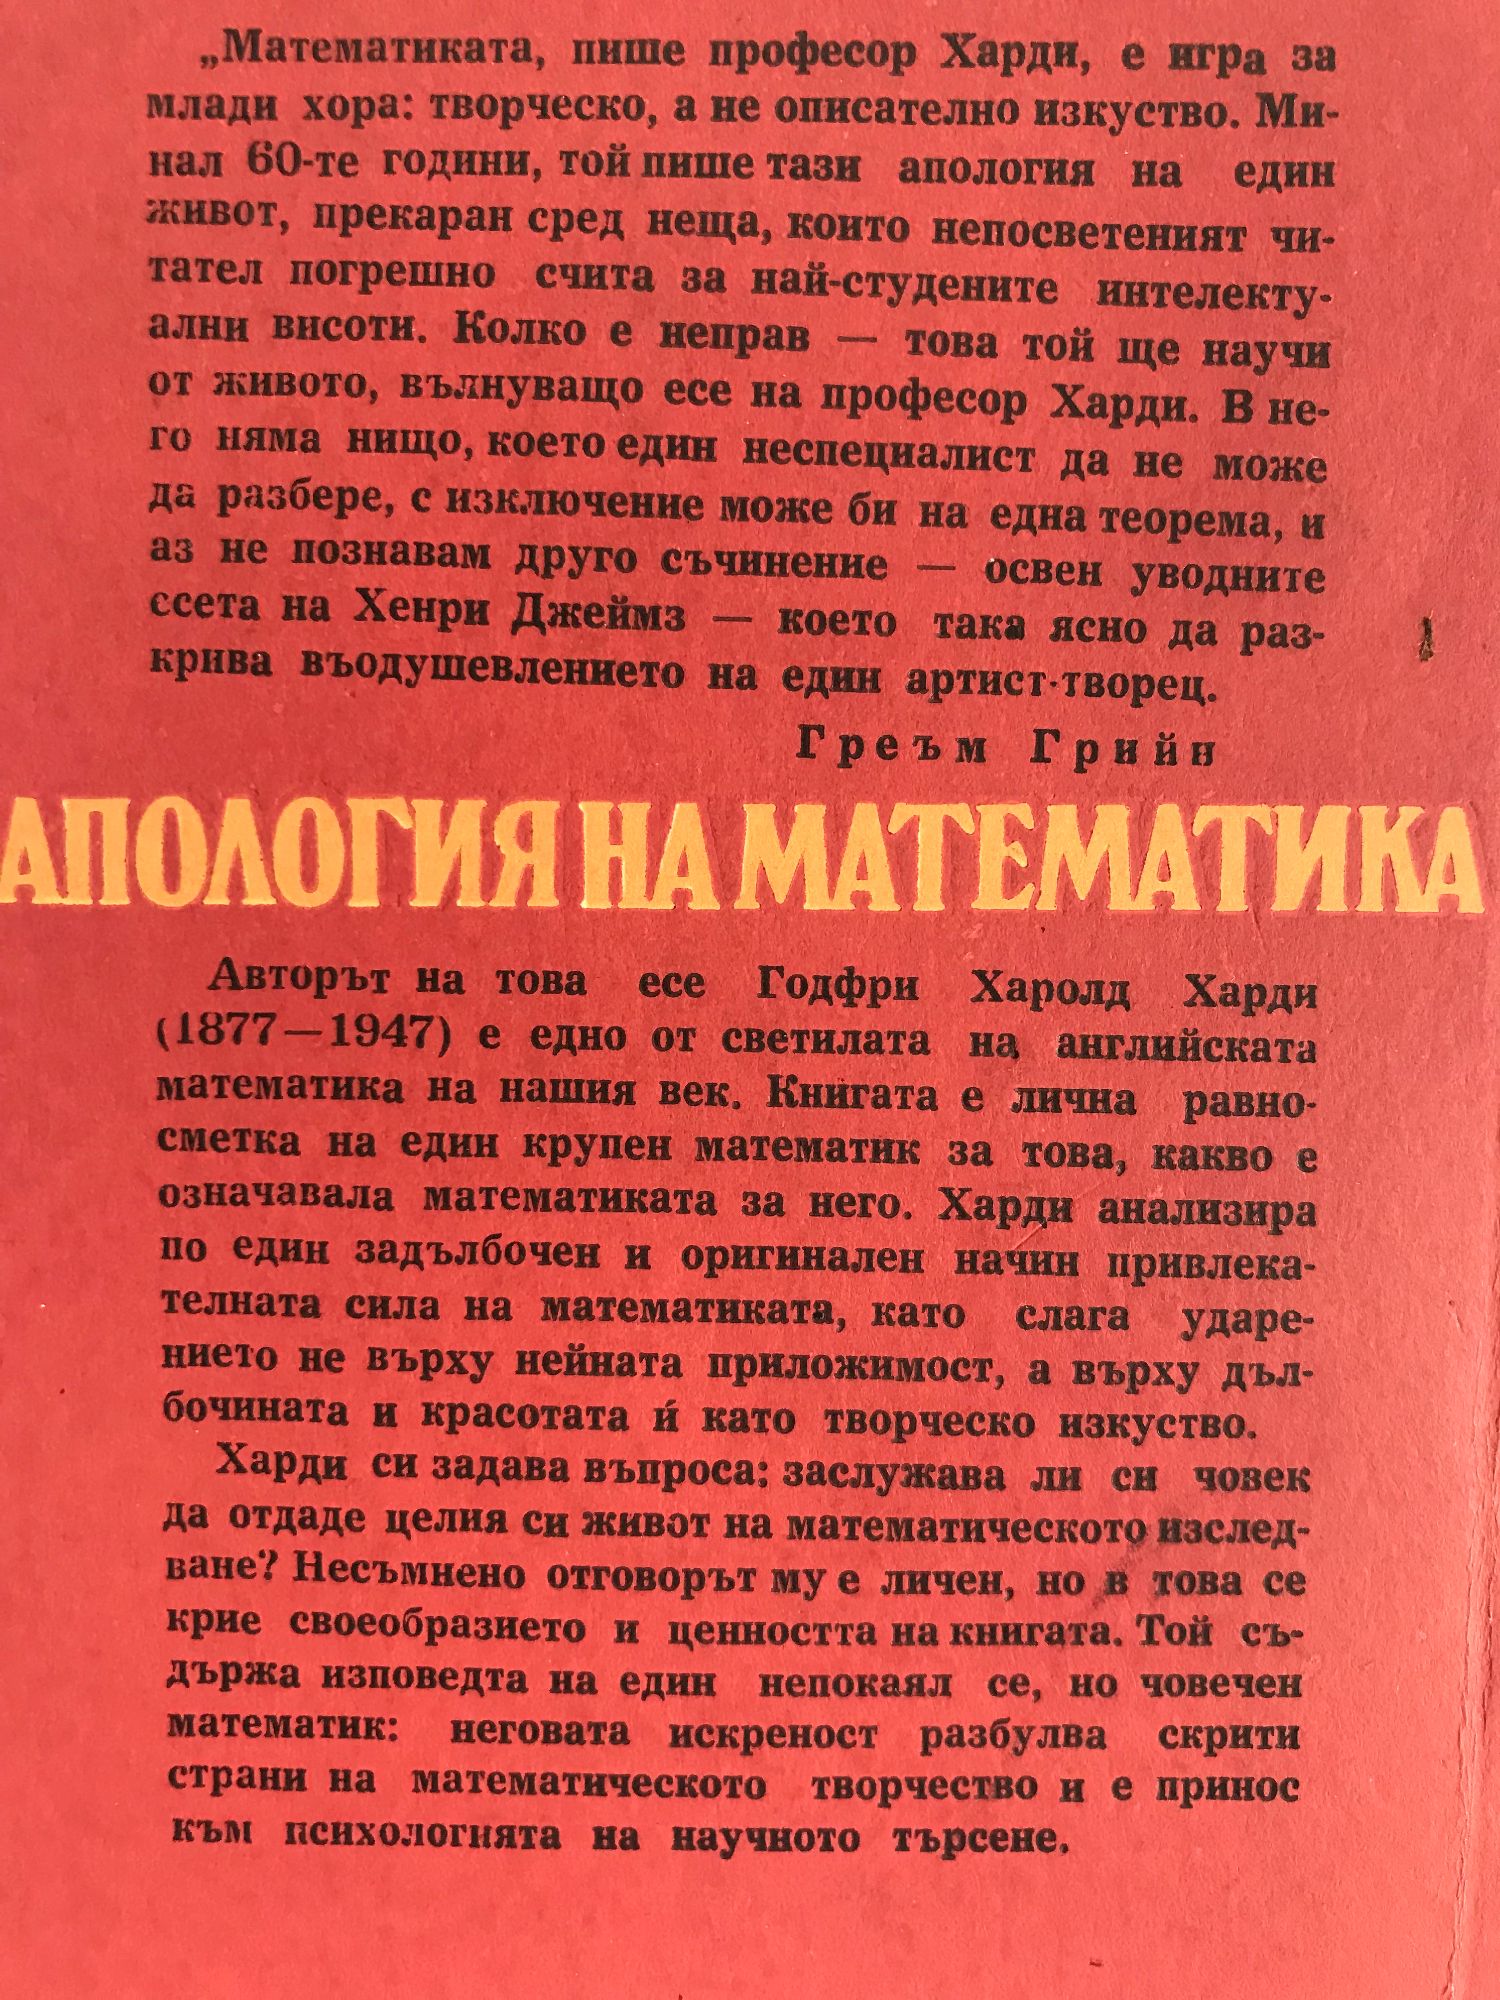 „Математиката, пише професор Харди, е игра за
млади хора: творческо, а не описателно изкуство. Ми-
нал 60-те години, той пише тази апология на един
живот, прекаран сред неща, които непосветеният чи-
тател погрешно счита за най-студените интелекту-
ални висоти. Колко е неправ — това той ще научи
от живото, вълнуващо есе на професор Харди. В не-
го няма нищо, което един неспециалист да не може
да разбере, с изключение може би на една теорема, и
аз не познавам друго съчинение — освен уводните
есета на Хенри Джеймз — което така ясно да раз-
крива въодушевлението на един артист-творец.
Греъм Грийн
АПОЛОГИЯ НА МАТЕМАТИКА
Авторът на това есе Годфри Харолд Харди
(1877—1947) е едно от светилата на английската
математика на нашия век. Книгата е лична равно-
сметка на един крупен математик за това, какво е
означавала математиката за него. Харди анализира
по един задълбочен и оригинален начин привлека-
телната сила на математиката, като слага ударе-
нието не върху нейната приложимост, а върху дъл-
бочината и красотата ѝ като творческо изкуство.
Харди си задава въпроса: заслужава ли си човек
да отдаде целия си живот на математическото изслед-
ване? Несъмнено отговорът му е личен, но в това се
крие своеобразието и ценността на книгата. Той съ-
държа изповедта на един непокаял се, но човечен
математик: неговата искреност разбулва скрити
страни на математическото творчество и е принос
към психологията на научното търсене.